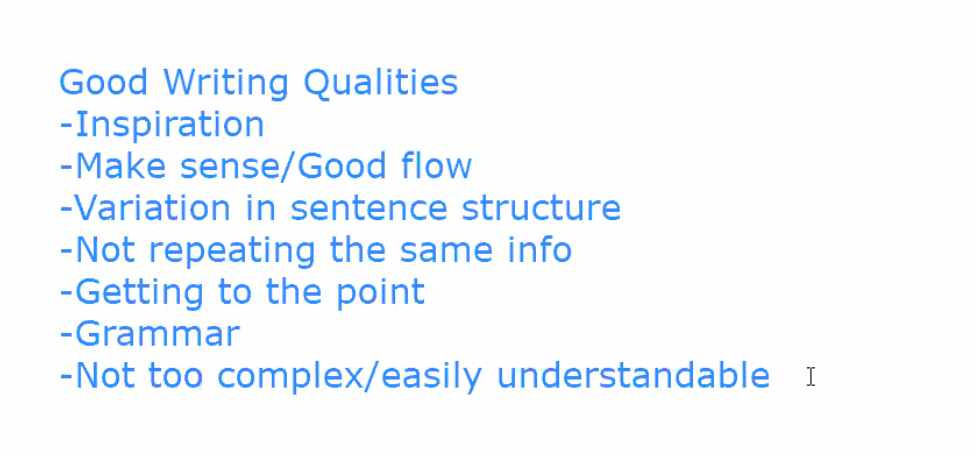 Good Writing Qualities
-Inspiration
-Make sense/Good flow
-Variation in sentence structure
-Not repeating the same info
-Getting to the point
-Grammar
-Not too complex/easily understandable